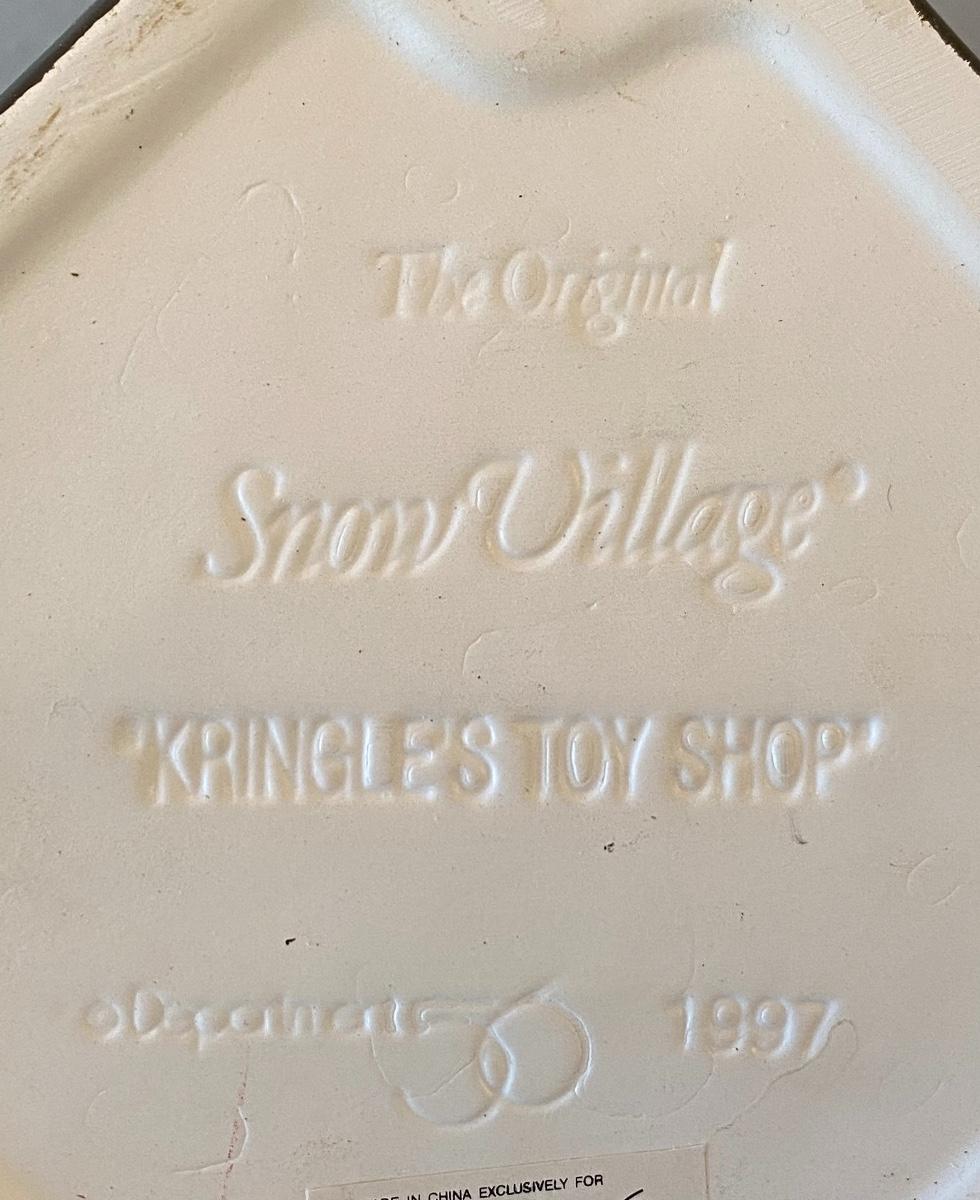 The Original
Snow Village®
"KRINGLE'S TOY SHOP"
© Department 56 1997
IN CHINA EXCLUSIVELY FOR